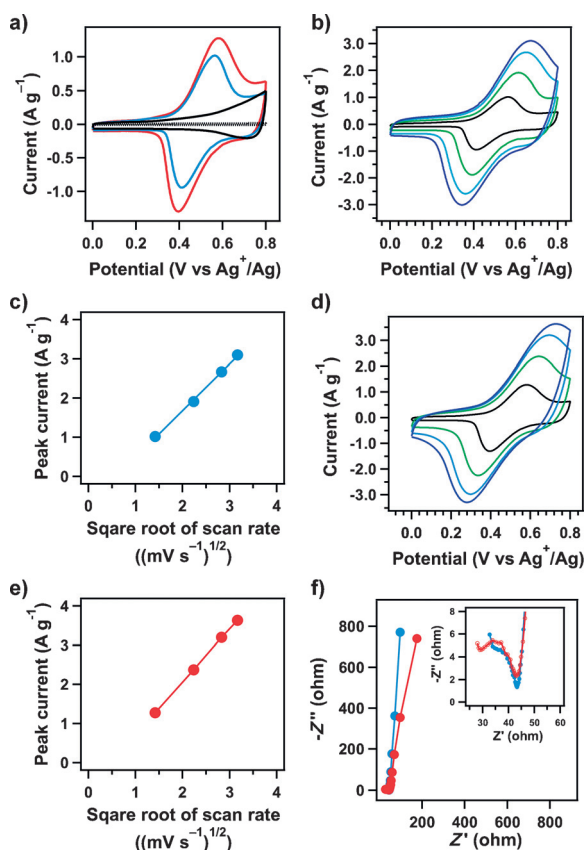 a)
1.0
0.5
0.0
-0.5
-1.0
Current (A g⁻¹)
0.0 0.2 0.4 0.6 0.8
Potential (V vs Ag⁺/Ag)
b)
3.0
2.0
1.0
0.0
-1.0
-2.0
-3.0
Current (A g⁻¹)
0.0 0.2 0.4 0.6 0.8
Potential (V vs Ag⁺/Ag)
c)
4
3
2
1
0
Peak current (A g⁻¹)
0 1 2 3 4
Sqare root of scan rate
((mV s⁻¹)¹/²)
d)
3.0
2.0
1.0
0.0
-1.0
-2.0
-3.0
Current (A g⁻¹)
0.0 0.2 0.4 0.6 0.8
Potential (V vs Ag⁺/Ag)
e)
4
3
2
1
0
Peak current (A g⁻¹)
0 1 2 3 4
Sqare root of scan rate
((mV s⁻¹)¹/²)
f)
800
600
400
200
0
-Z" (ohm)
200 400 600 800
Z' (ohm)
8
6
4
2
0
-Z" (ohm)
30 40 50 60
Z' (ohm)